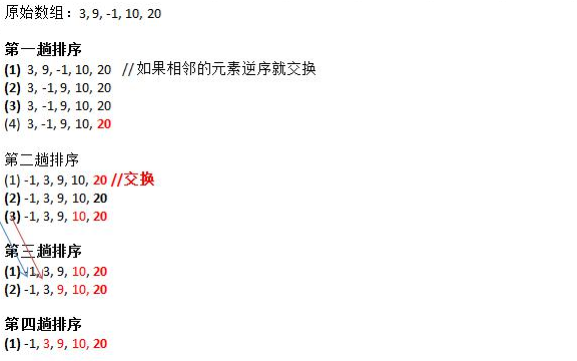 原始数组：3, 9, -1, 10, 20
第一趟排序
(1) 3, 9, -1, 10, 20 // 如果相邻的元素逆序就交换
(2) 3, -1, 9, 10, 20
(3) 3, -1, 9, 10, 20
(4) 3, -1, 9, 10, 20
第二趟排序
(1) -1, 3, 9, 10, 20 //交换
(2) -1, 3, 9, 10, 20
(3) -1, 3, 9, 10, 20
第三趟排序
(1) -1, 3, 9, 10, 20
(2) -1, 3, 9, 10, 20
第四趟排序
(1) -1, 3, 9, 10, 20